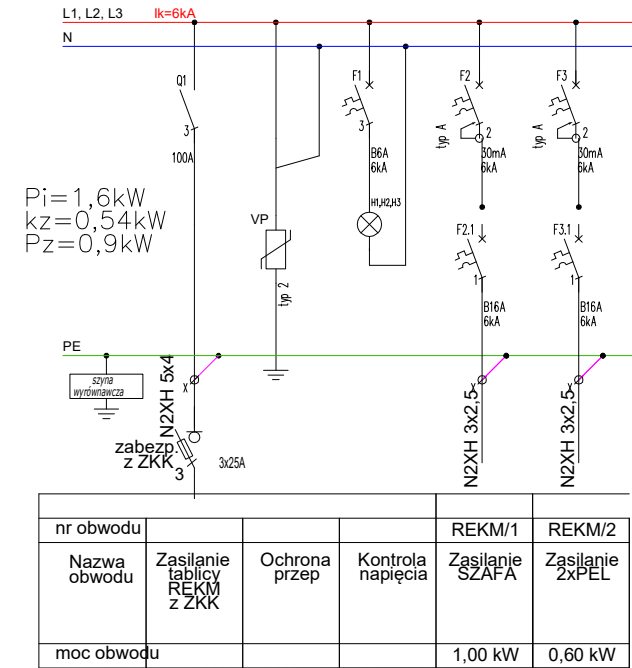 L1, L2, L3 Ik=6kA
N
Q1
3
100A
F1
3
B6A
6kA
H1,H2,H3
F2
typ A
2
30mA
6kA
F3
typ A
2
30mA
6kA
Pi=1,6kW
kz=0,54kW
Pz=0,9kW
VP
typ 2
F2.1
1
B16A
6kA
F3.1
1
B16A
6kA
PE
szyna
wyrównawcza
X
N2XH 5x4
X
N2XH 3x2,5
X
N2XH 3x2,5
zabezp.
z ZKK
3
3x25A
nr obwodu REKM/1 REKM/2
Nazwa
obwodu
Zasilanie
tablicy
REKM
z ZKK
Ochrona
przep
Kontrola
napięcia
Zasilanie
SZAFA
Zasilanie
2xPEL
moc obwodu 1,00 kW 0,60 kW